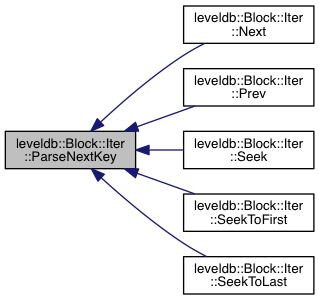 leveldb::Block::Iter
::Next
leveldb::Block::Iter
::Prev
leveldb::Block::Iter
::ParseNextKey
leveldb::Block::Iter
::Seek
leveldb::Block::Iter
::SeekToFirst
leveldb::Block::Iter
::SeekToLast